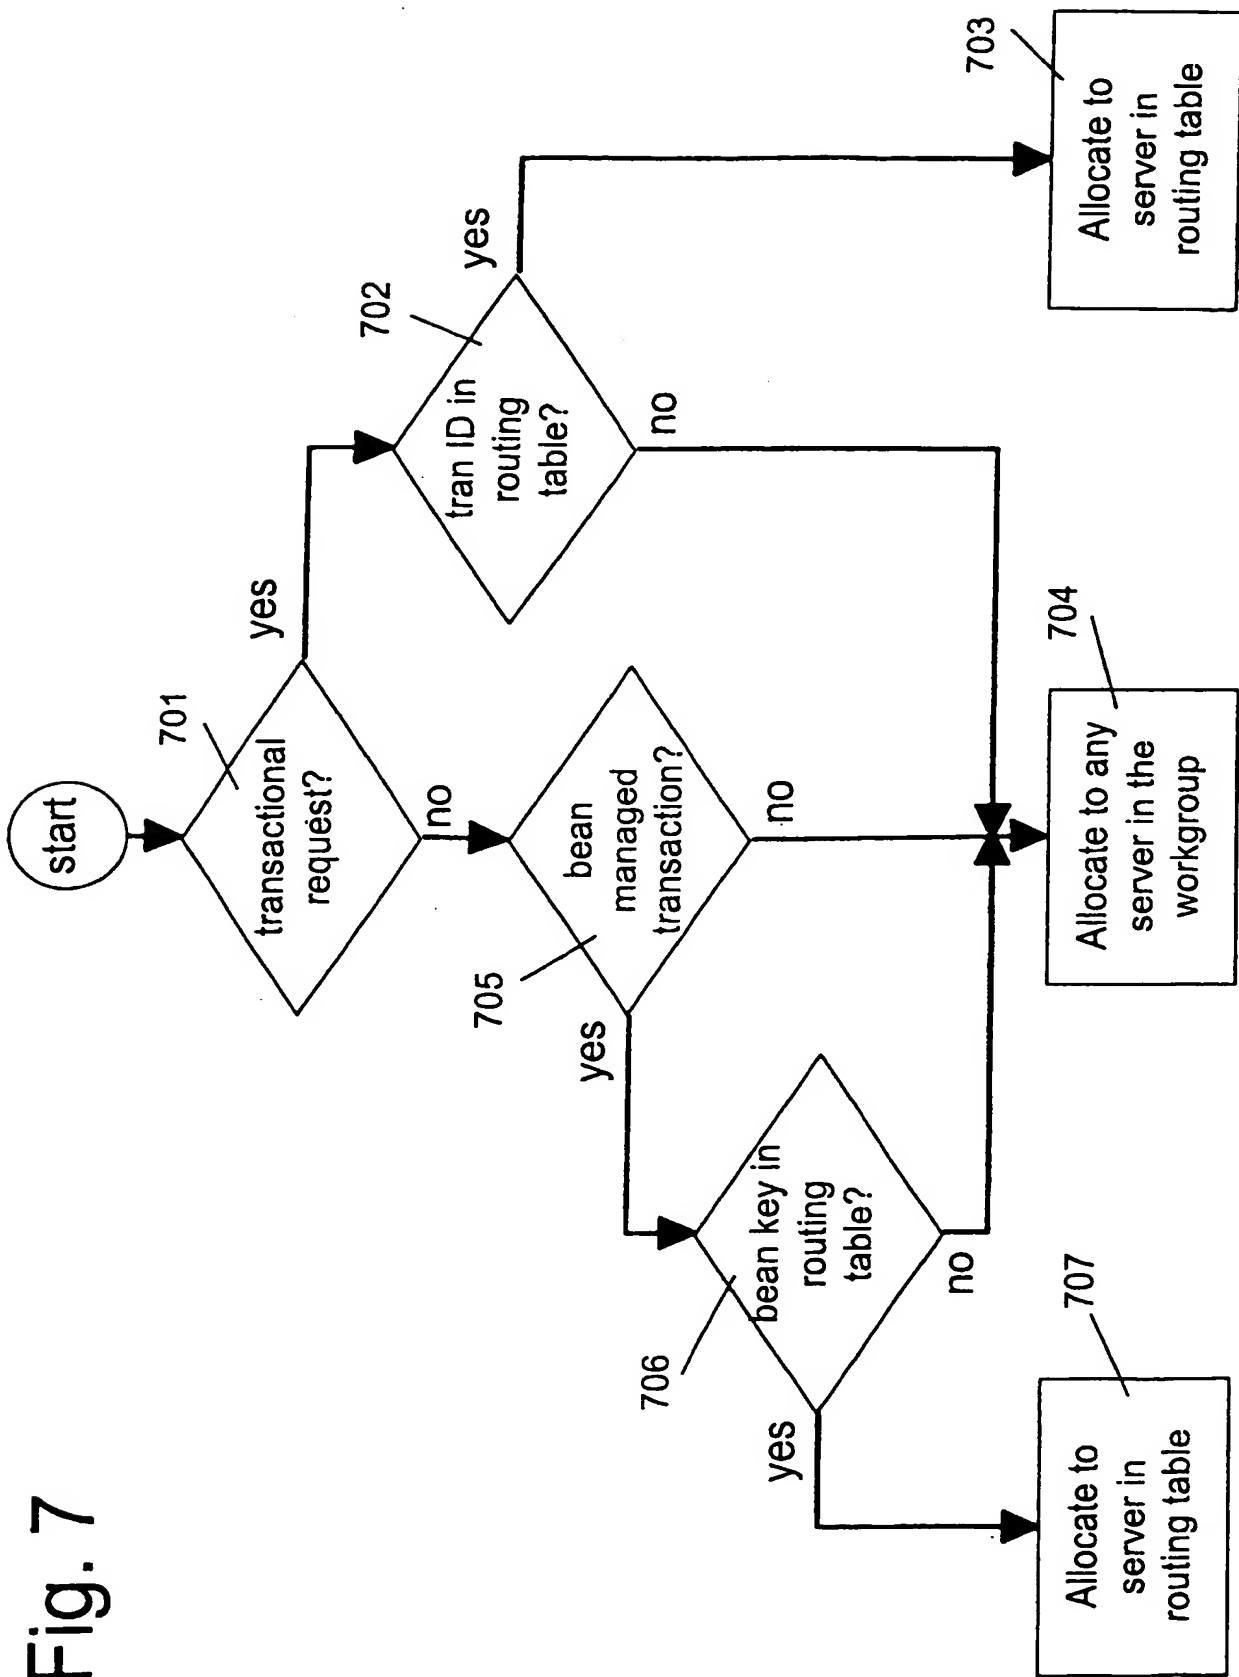 Fig. 7
start
701
transactional
request?
yes
no
702
tran ID in
routing
table?
yes
no
705
bean
managed
transaction?
yes
no
706
bean key in
routing
table?
yes
no
707
Allocate to
server in
routing table
704
Allocate to any
server in the
workgroup
703
Allocate to
server in
routing table